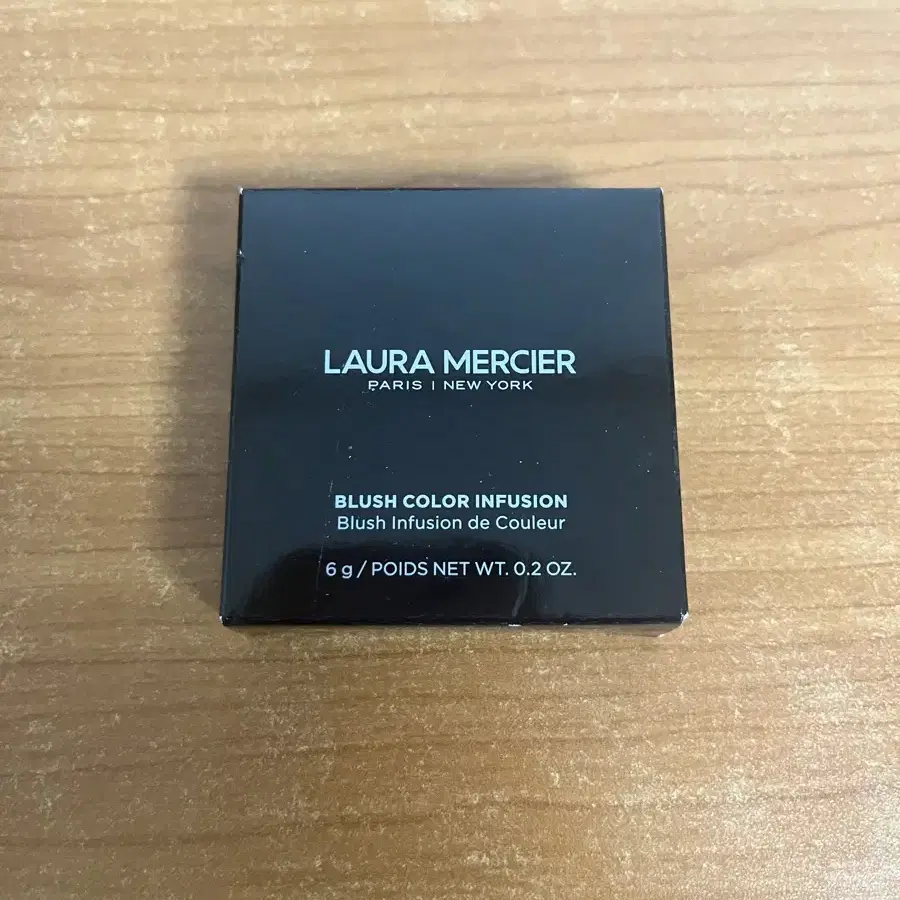 LAURA MERCIER
PARIS | NEW YORK
BLUSH COLOR INFUSION
Blush Infusion de Couleur
6 g / POIDS NET WT. 0.2 OZ.